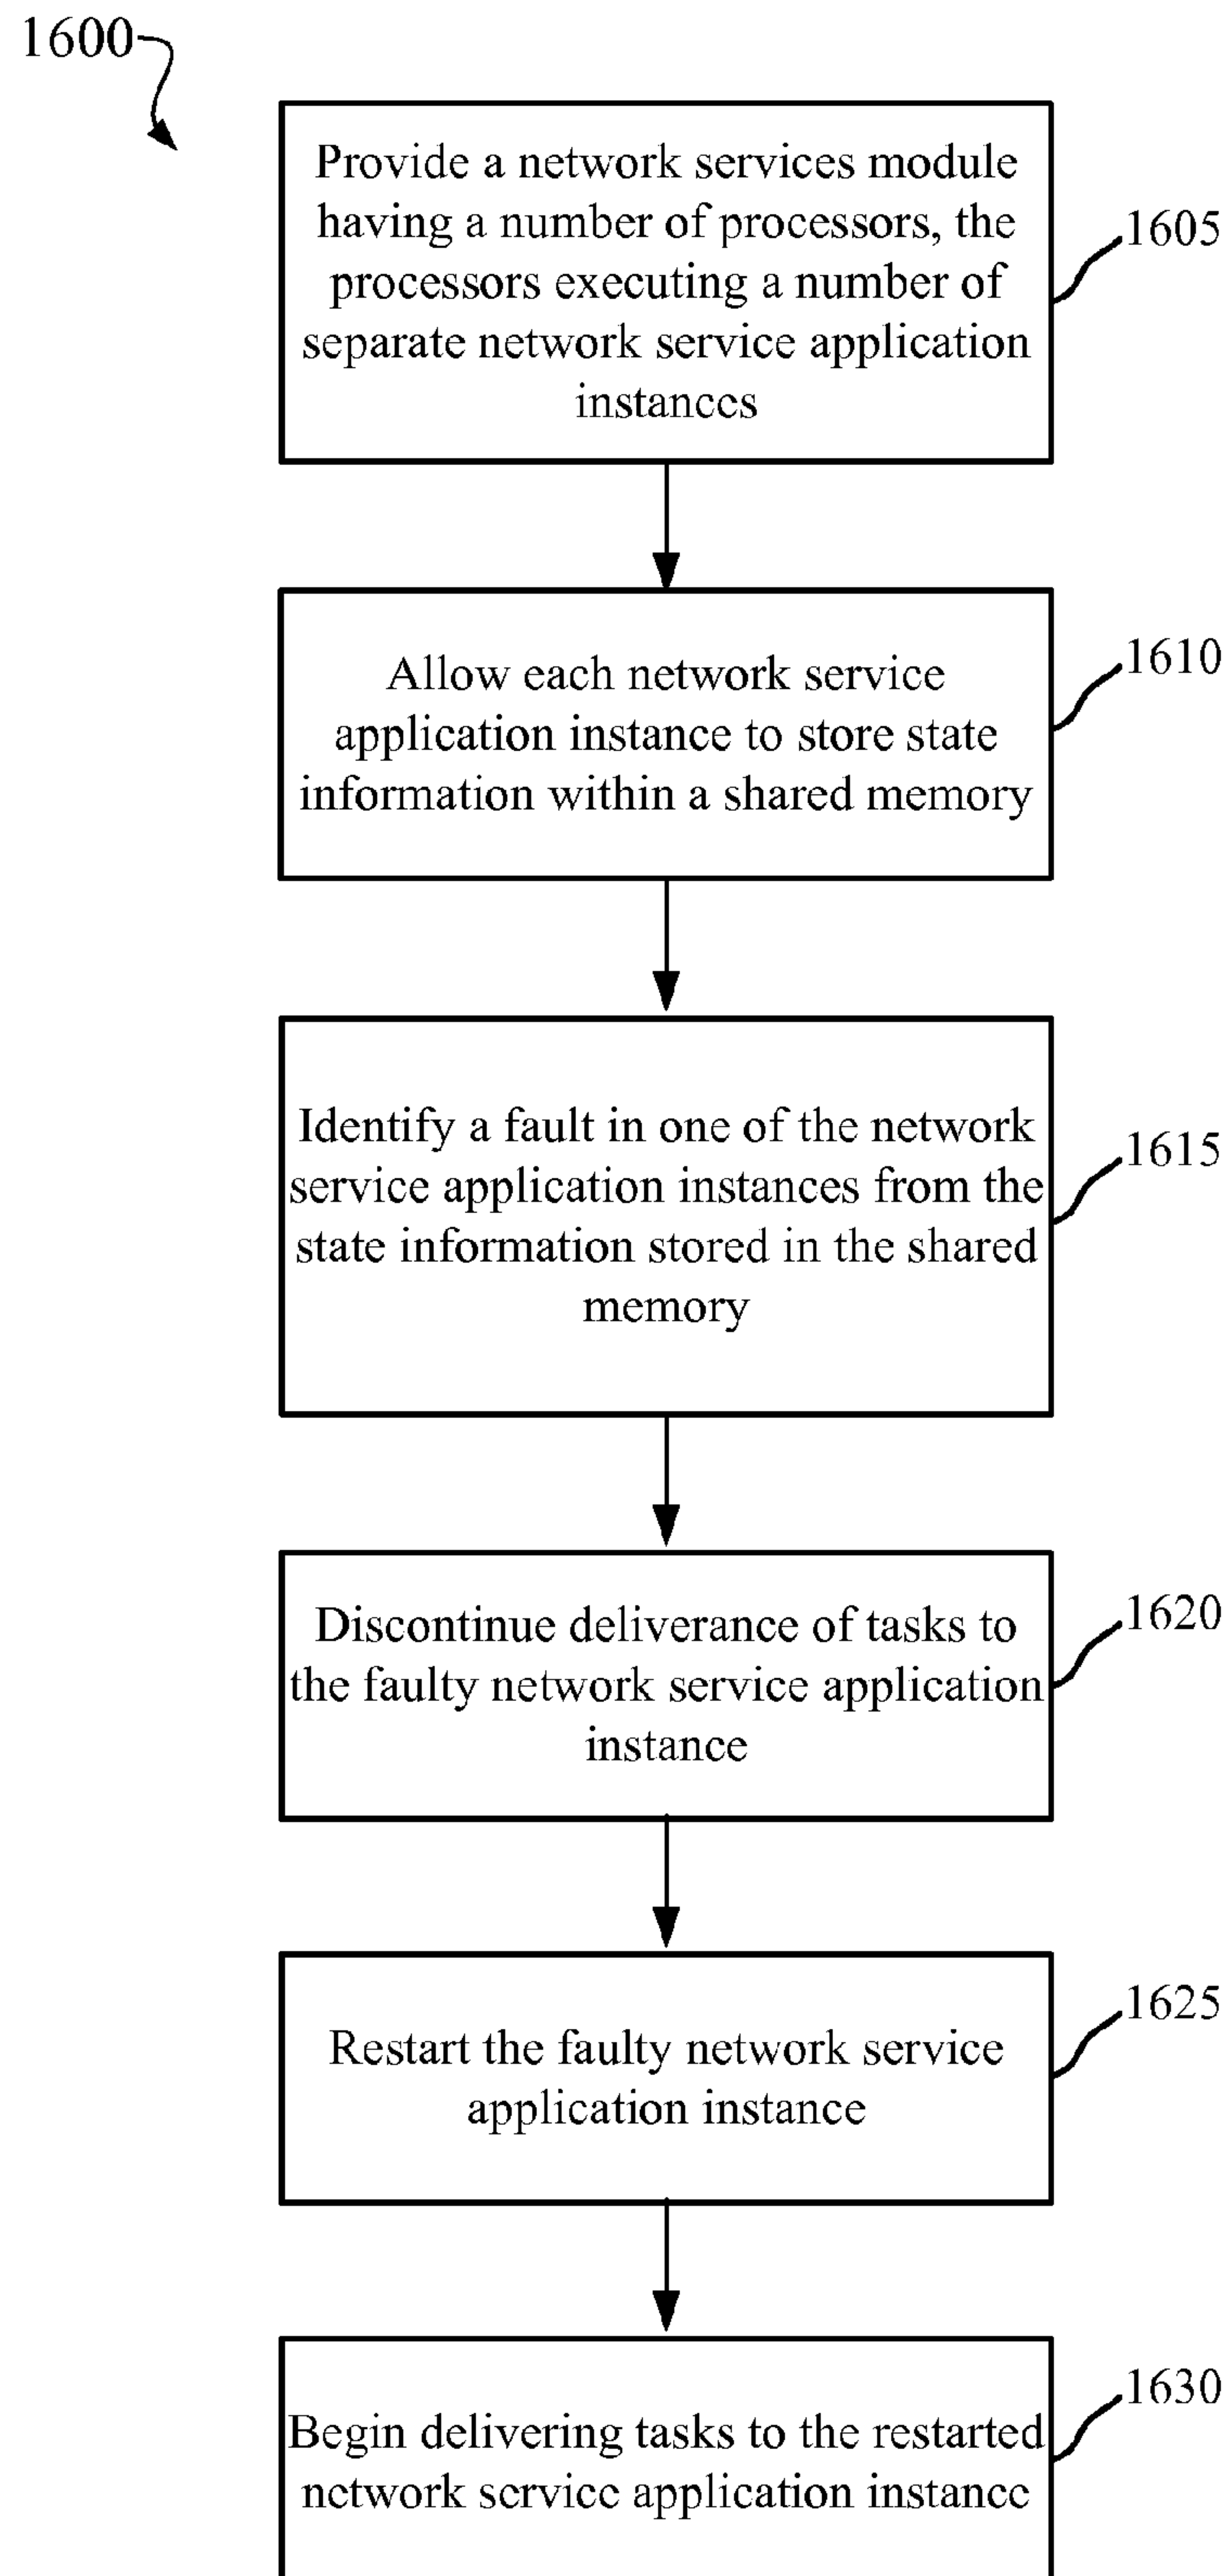 1600
Provide a network services module
having a number of processors, the
processors executing a number of
separate network service application
instances
1605
Allow each network service
application instance to store state
information within a shared memory
1610
Identify a fault in one of the network
service application instances from the
state information stored in the shared
memory
1615
Discontinue deliverance of tasks to
the faulty network service application
instance
1620
Restart the faulty network service
application instance
1625
Begin delivering tasks to the restarted
network service application instance
1630